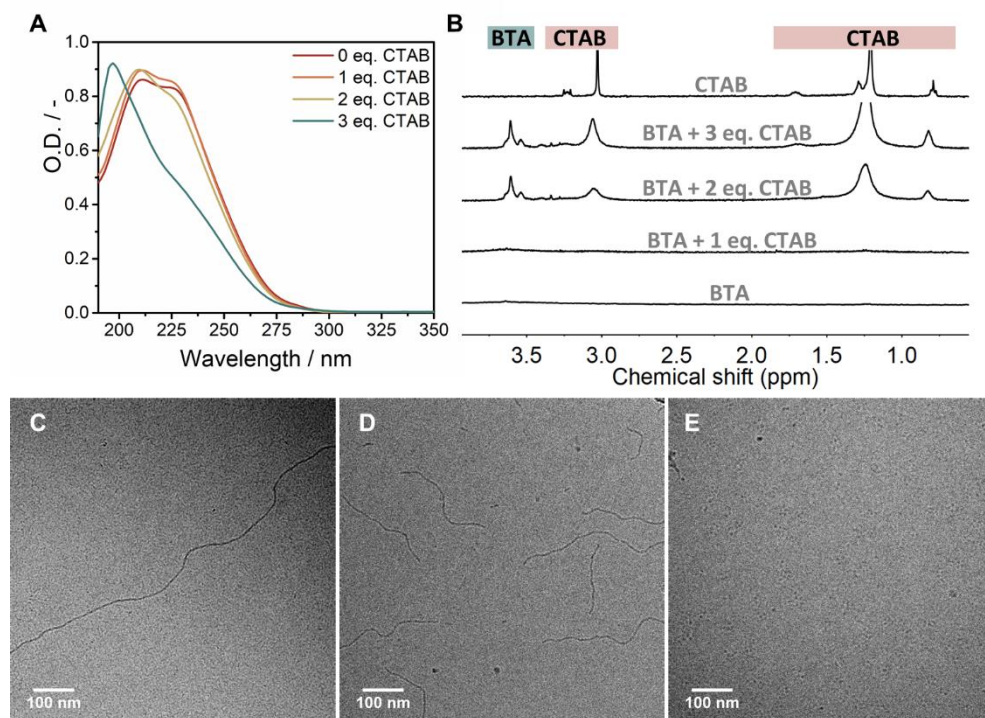 A
1.0
0.8
0.6
0.4
0.2
0.0
O.D. / -
0 eq. CTAB
1 eq. CTAB
2 eq. CTAB
3 eq. CTAB
200 225 250 275 300 325 350
Wavelength / nm
B
BTA CTAB CTAB
CTAB
BTA + 3 eq. CTAB
BTA + 2 eq. CTAB
BTA + 1 eq. CTAB
BTA
3.5 3.0 2.5 2.0 1.5 1.0
Chemical shift (ppm)
C
100 nm
D
100 nm
E
100 nm